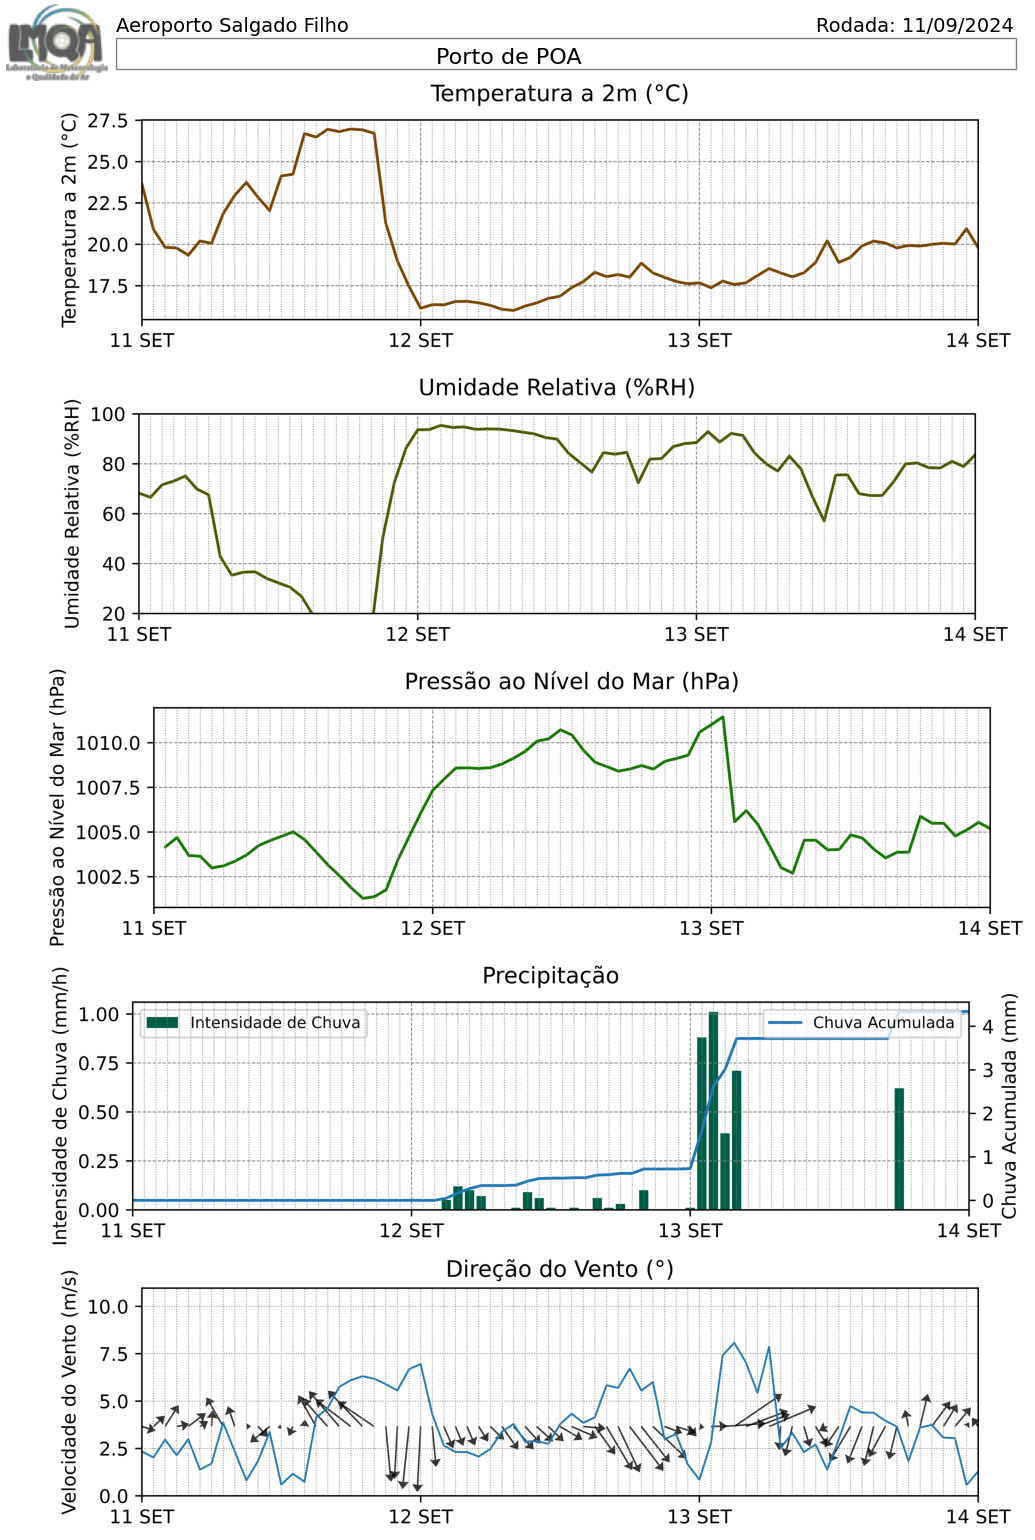 LMQA
Laboratório de Meteorologia
e Qualidade do Ar
Aeroporto Salgado Filho
Rodada: 11/09/2024
Porto de POA
Temperatura a 2m (°C)
Temperatura a 2m (°C)
27.5
25.0
22.5
20.0
17.5
11 SET 12 SET 13 SET 14 SET
Umidade Relativa (%RH)
Umidade Relativa (%RH)
100
80
60
40
20
11 SET 12 SET 13 SET 14 SET
Pressão ao Nível do Mar (hPa)
Pressão ao Nível do Mar (hPa)
1010.0
1007.5
1005.0
1002.5
11 SET 12 SET 13 SET 14 SET
Precipitação
Intensidade de Chuva (mm/h)
1.00
0.75
0.50
0.25
0.00
Intensidade de Chuva
Chuva Acumulada
4
3
2
1
0
Chuva Acumulada (mm)
11 SET 12 SET 13 SET 14 SET
Direção do Vento (°)
Velocidade do Vento (m/s)
10.0
7.5
5.0
2.5
0.0
11 SET 12 SET 13 SET 14 SET